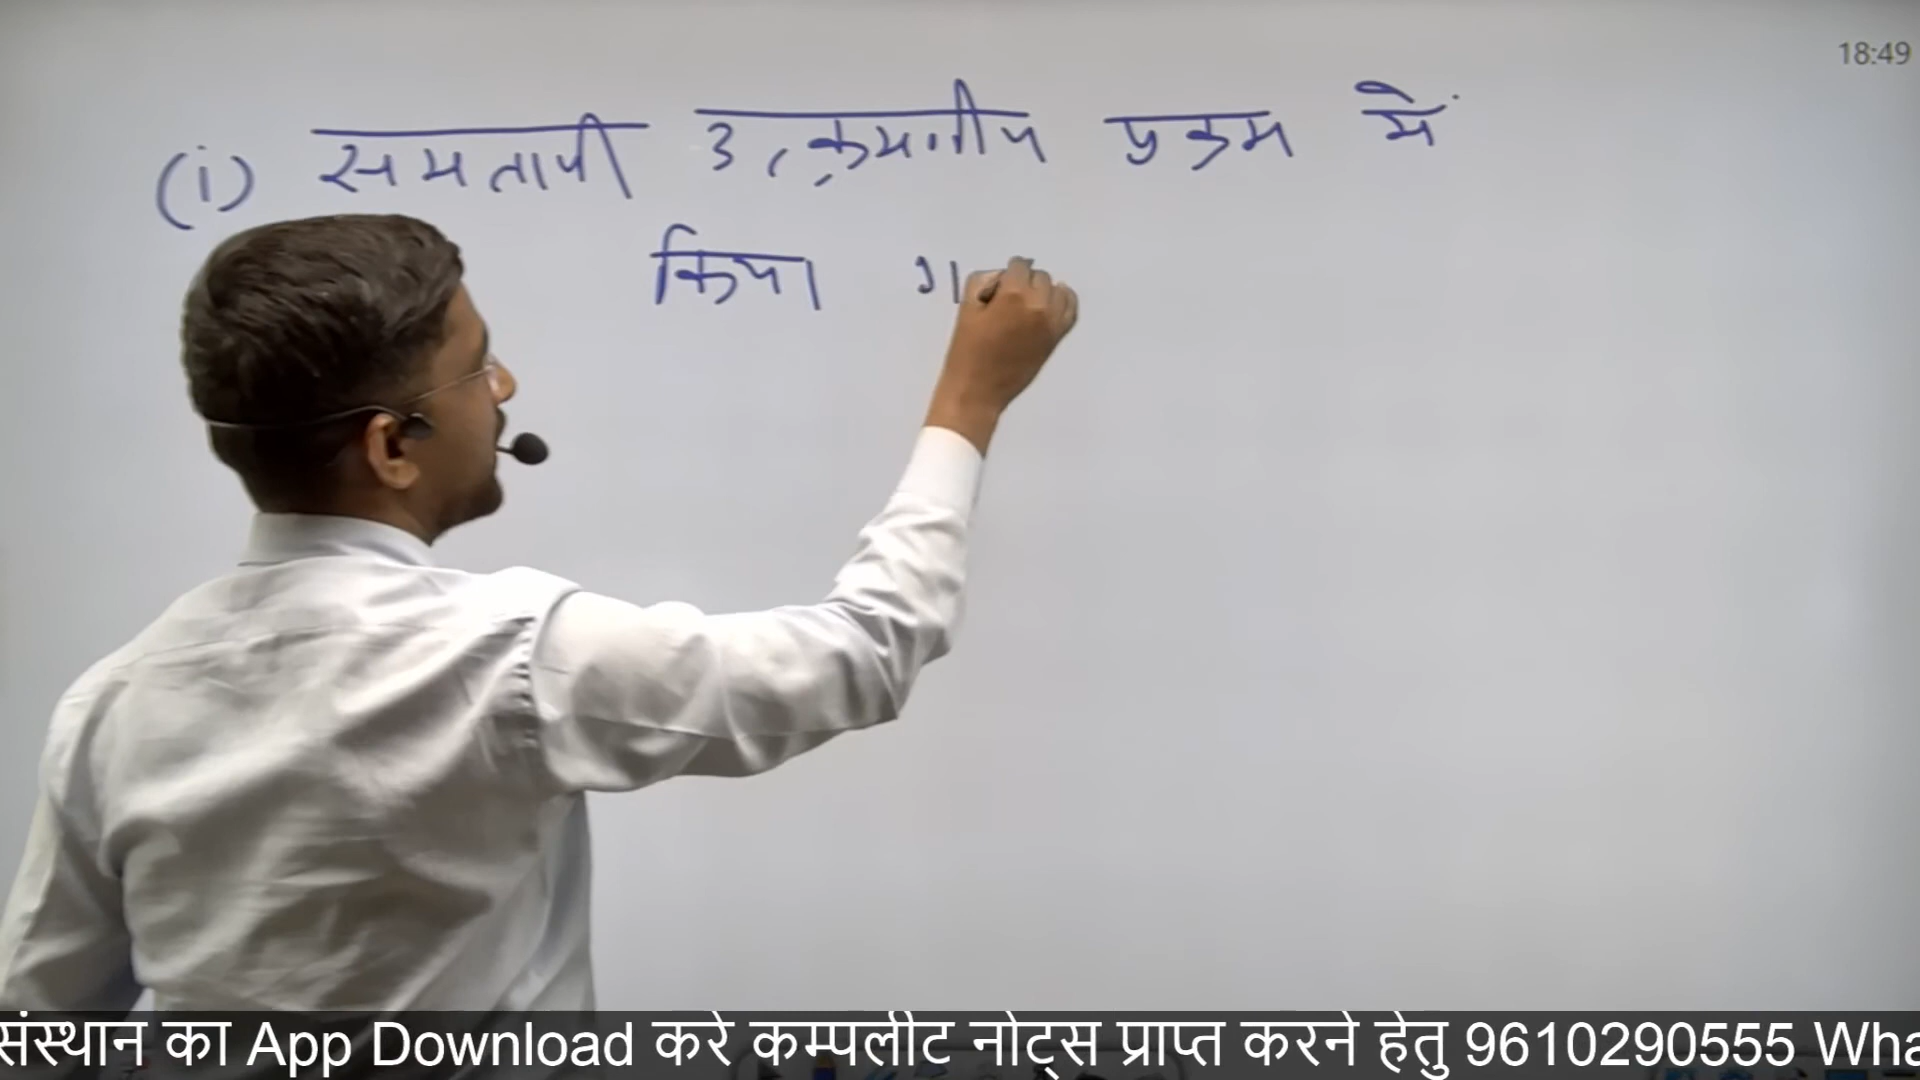 18:49
(i) समतापी उत्क्रमणीय प्रक्रम में
किया
संस्थान का App Download करे कम्पलीट नोट्स प्राप्त करने हेतु 9610290555 Wha